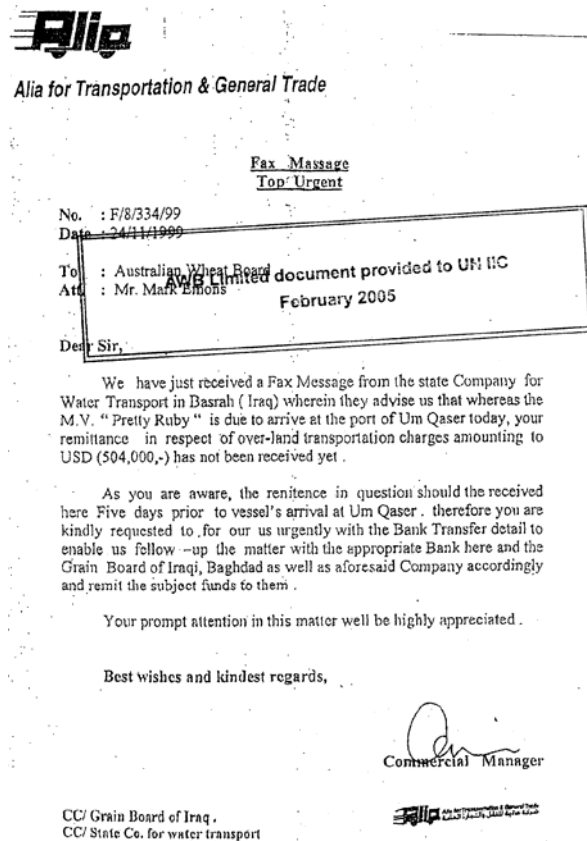 Alia
Alia for Transportation & General Trade
Fax Massage
Top Urgent
No. : F/8/334/99
Date : 24/11/1999
To : Australian Wheat Board
Att : Mr. Mark Emons
AWB Limited document provided to UN IIC
February 2005
Dear Sir,
We have just received a Fax Message from the state Company for
Water Transport in Basrah ( Iraq) wherein they advise us that whereas the
M.V. “ Pretty Ruby “ is due to arrive at the port of Um Qaser today, your
remittance in respect of over-land transportation charges amounting to
USD (504,000,-) has not been received yet .
As you are aware, the renitence in question should the received
here Five days prior to vessel's arrival at Um Qaser . therefore you are
kindly requested to for our us urgently with the Bank Transfer detail to
enable us fellow –up the matter with the appropriate Bank here and the
Grain Board of Iraqi, Baghdad as well as aforesaid Company accordingly
and remit the subject funds to them .
Your prompt attention in this matter well be highly appreciated .
Best wishes and kindest regards,
Commercial Manager
CC/ Grain Board of Iraq .
CC/ State Co. for water transport
Alia Alia for Transportation & General Trade